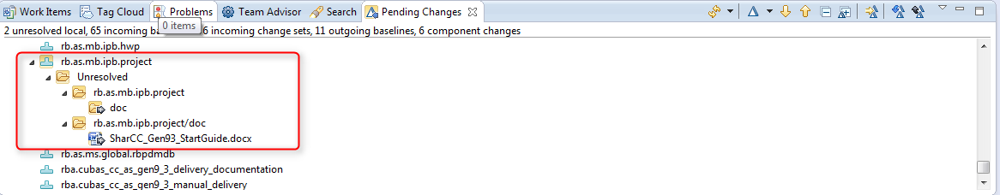 Work Items Tag Cloud Problems Team Advisor Search Pending Changes
0 items
2 unresolved local, 65 incoming ba 6 incoming change sets, 11 outgoing baselines, 6 component changes
rb.as.mb.ipb.hwp
rb.as.mb.ipb.project
Unresolved
rb.as.mb.ipb.project
doc
rb.as.mb.ipb.project/doc
SharCC_Gen93_StartGuide.docx
rb.as.ms.global.rbpdmdb
rba.cubas_cc_as_gen9_3_delivery_documentation
rba.cubas_cc_as_gen9_3_manual_delivery